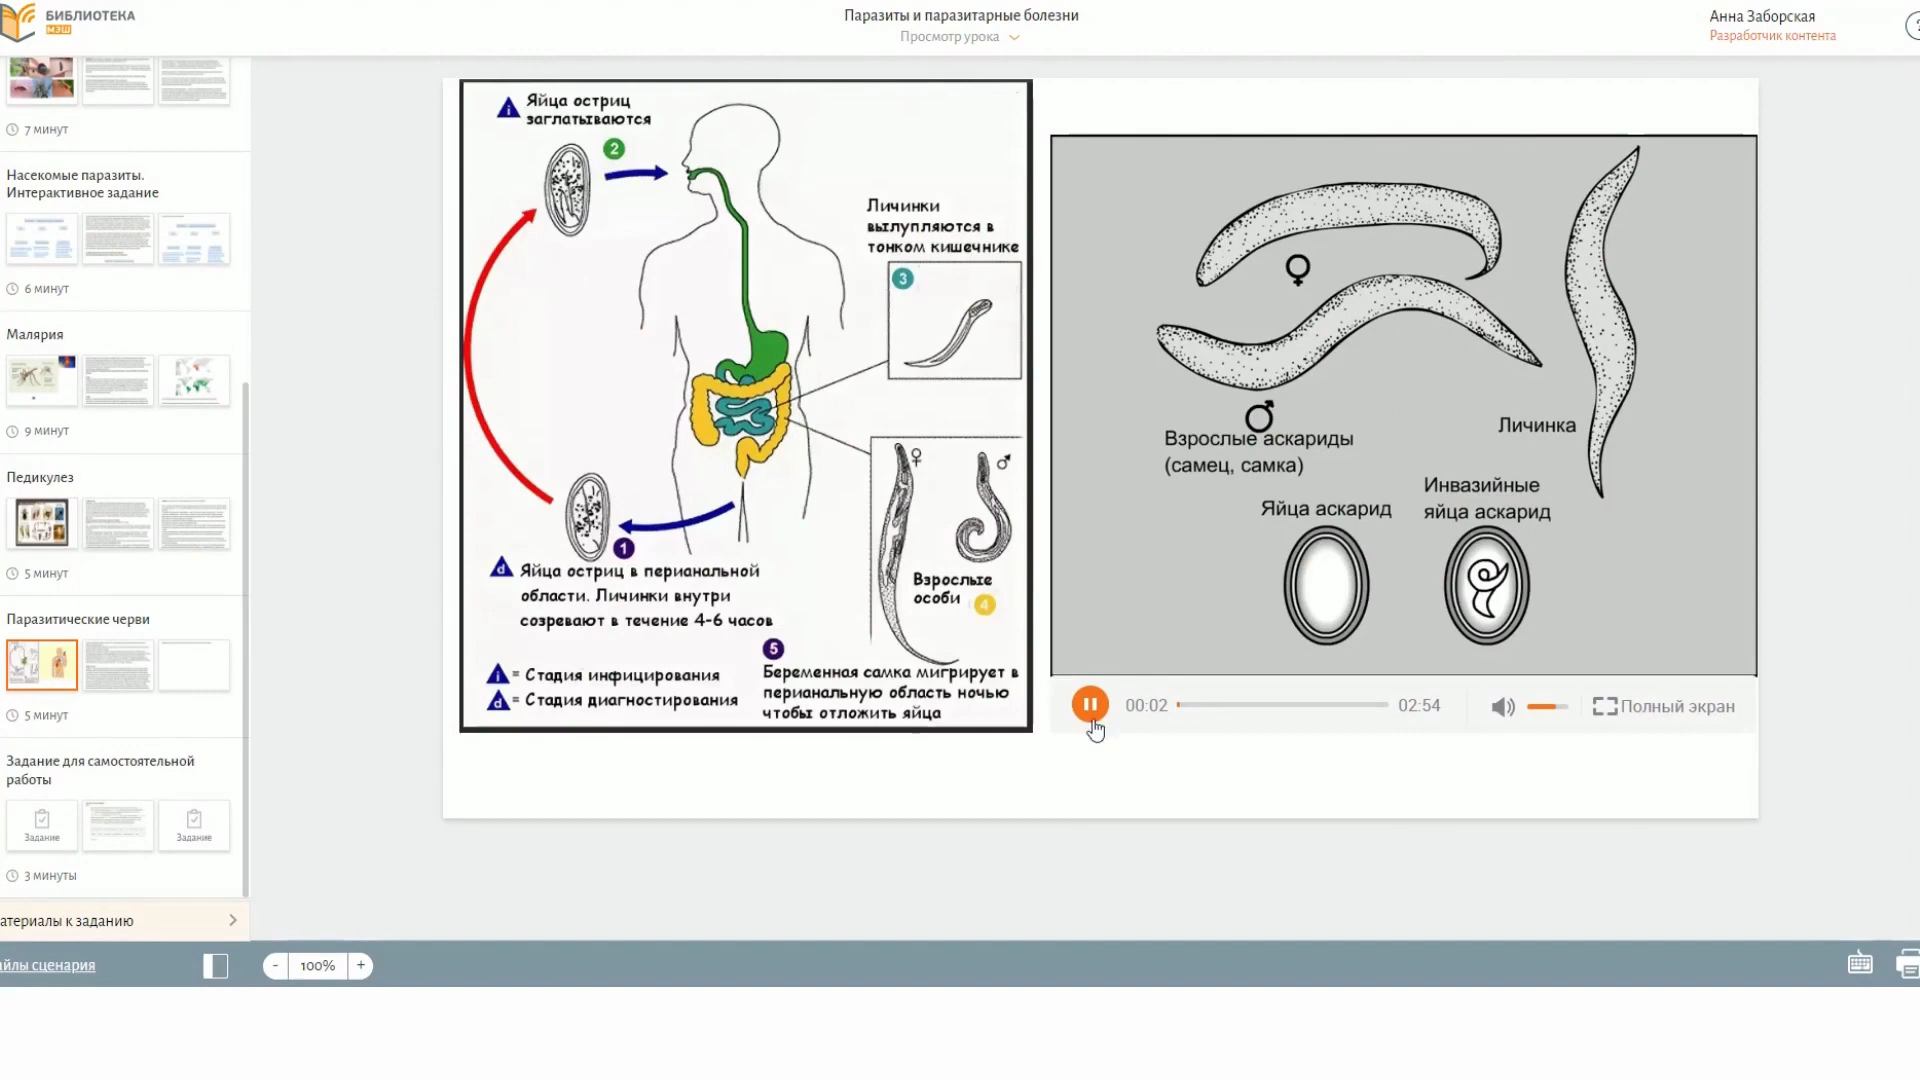 БИБЛИОТЕКА
МЭШ
Паразиты и паразитарные болезни
Просмотр урока
Анна Заборская
Разработчик контента
?
7 минут
Насекомые паразиты.
Интерактивное задание
6 минут
Малярия
9 минут
Педикулез
5 минут
Паразитические черви
5 минут
Задание для самостоятельной
работы
Задание
Задание
3 минуты
атериалы к заданию
йлы сценария
- 100% +
i Яйца остриц
заглатываются
2
Личинки
вылупляются в
тонком кишечнике
3
♀
♂
Взрослые
особи 4
1
d Яйца остриц в перианальной
области. Личинки внутри
созревают в течение 4-6 часов
i = Стадия инфицирования
d = Стадия диагностирования
5
Беременная самка мигрирует в
перианальную область ночью
чтобы отложить яйца
♀
♂
Взрослые аскариды
(самец, самка)
Личинка
Яйца аскарид
Инвазийные
яйца аскарид
00:02
02:54
Полный экран